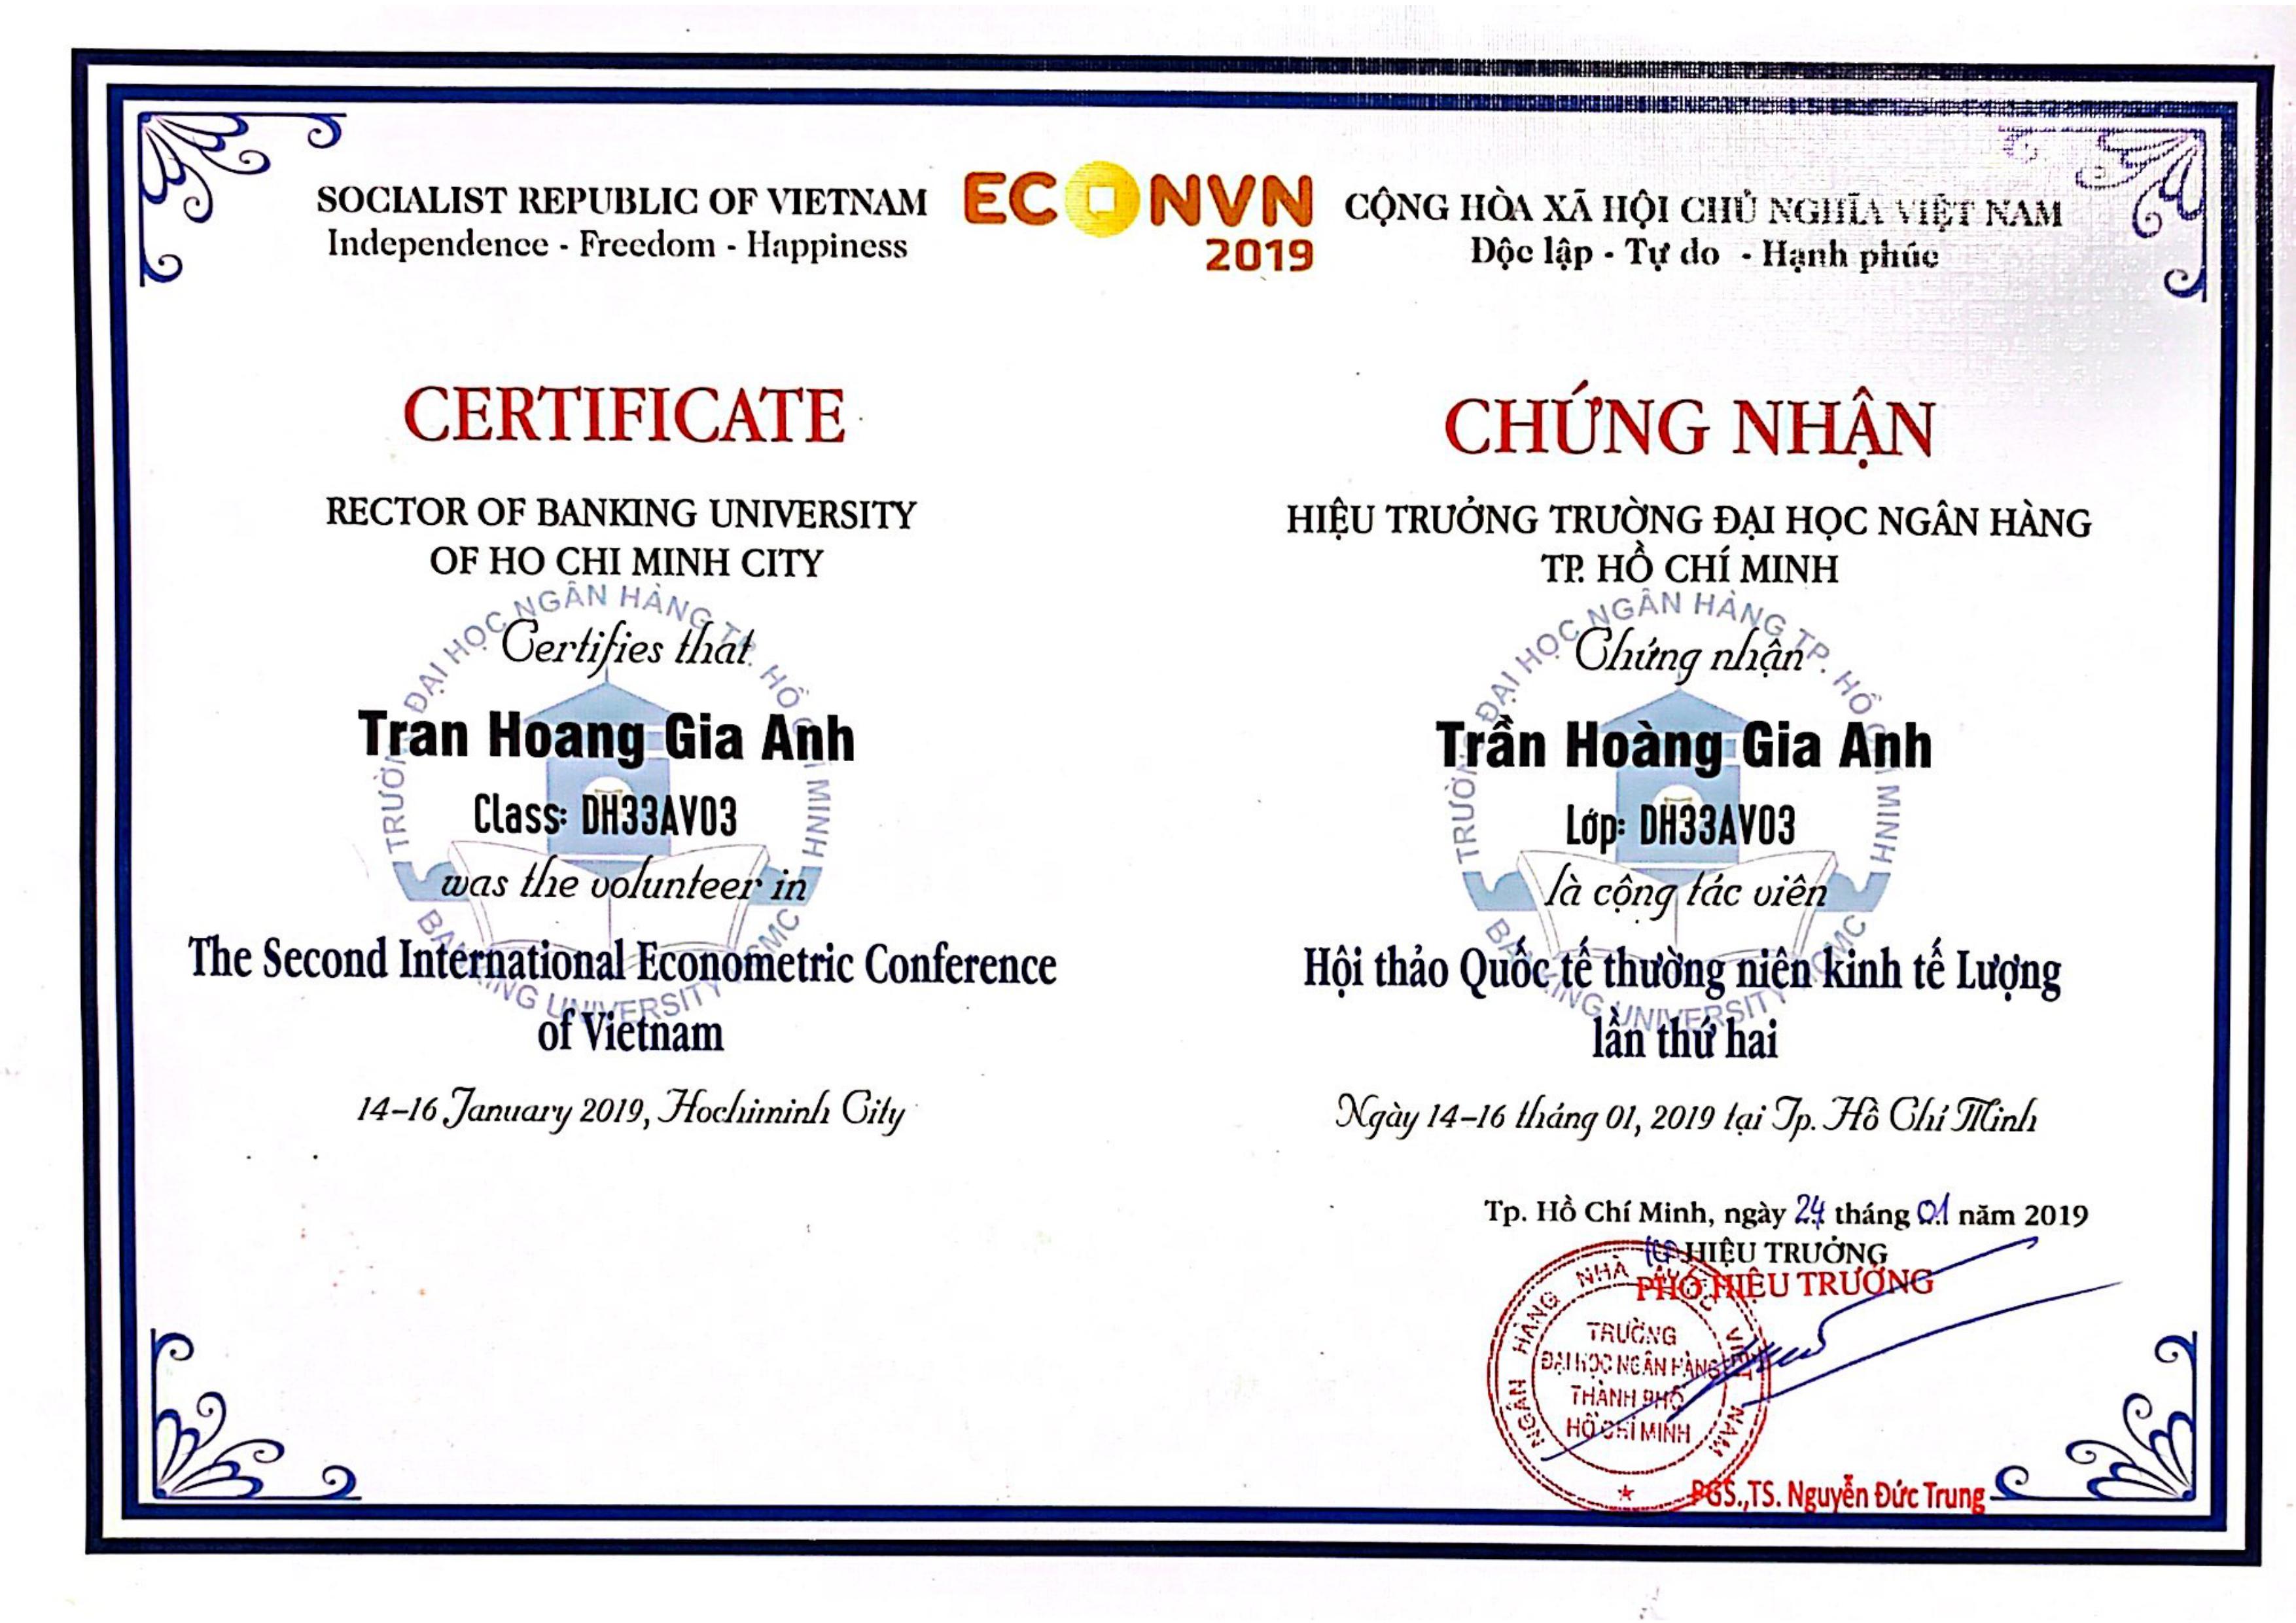 SOCIALIST REPUBLIC OF VIETNAM
Independence - Freedom - Happiness
ECONVN
2019
CỘNG HÒA XÃ HỘI CHỦ NGHĨA VIỆT NAM
Độc lập - Tự do - Hạnh phúc
CERTIFICATE
RECTOR OF BANKING UNIVERSITY
OF HO CHI MINH CITY
TRƯỜNG ĐẠI HỌC NGÂN HÀNG TP. HỒ CHÍ MINH
Certifies that
Tran Hoang Gia Anh
Class: DH33AV03
was the volunteer in
The Second International Econometric Conference
of Vietnam
BANKING UNIVERSITY HCMC
14-16 January 2019, Hochiminh City
CHỨNG NHẬN
HIỆU TRƯỞNG TRƯỜNG ĐẠI HỌC NGÂN HÀNG
TP. HỒ CHÍ MINH
TRƯỜNG ĐẠI HỌC NGÂN HÀNG TP. HỒ CHÍ MINH
Chứng nhận
Trần Hoàng Gia Anh
Lớp: DH33AV03
là cộng tác viên
Hội thảo Quốc tế thường niên kinh tế Lượng
lần thứ hai
BANKING UNIVERSITY HCMC
Ngày 14-16 tháng 01, 2019 tại Tp. Hồ Chí Minh
Tp. Hồ Chí Minh, ngày 24 tháng 01 năm 2019
HIỆU TRƯỞNG
PHÓ HIỆU TRƯỞNG
NGÂN HÀNG NHÀ NƯỚC VIỆT NAM
TRƯỜNG
ĐẠI HỌC NGÂN HÀNG
THÀNH PHỐ
HỒ CHÍ MINH
PGS.,TS. Nguyễn Đức Trung